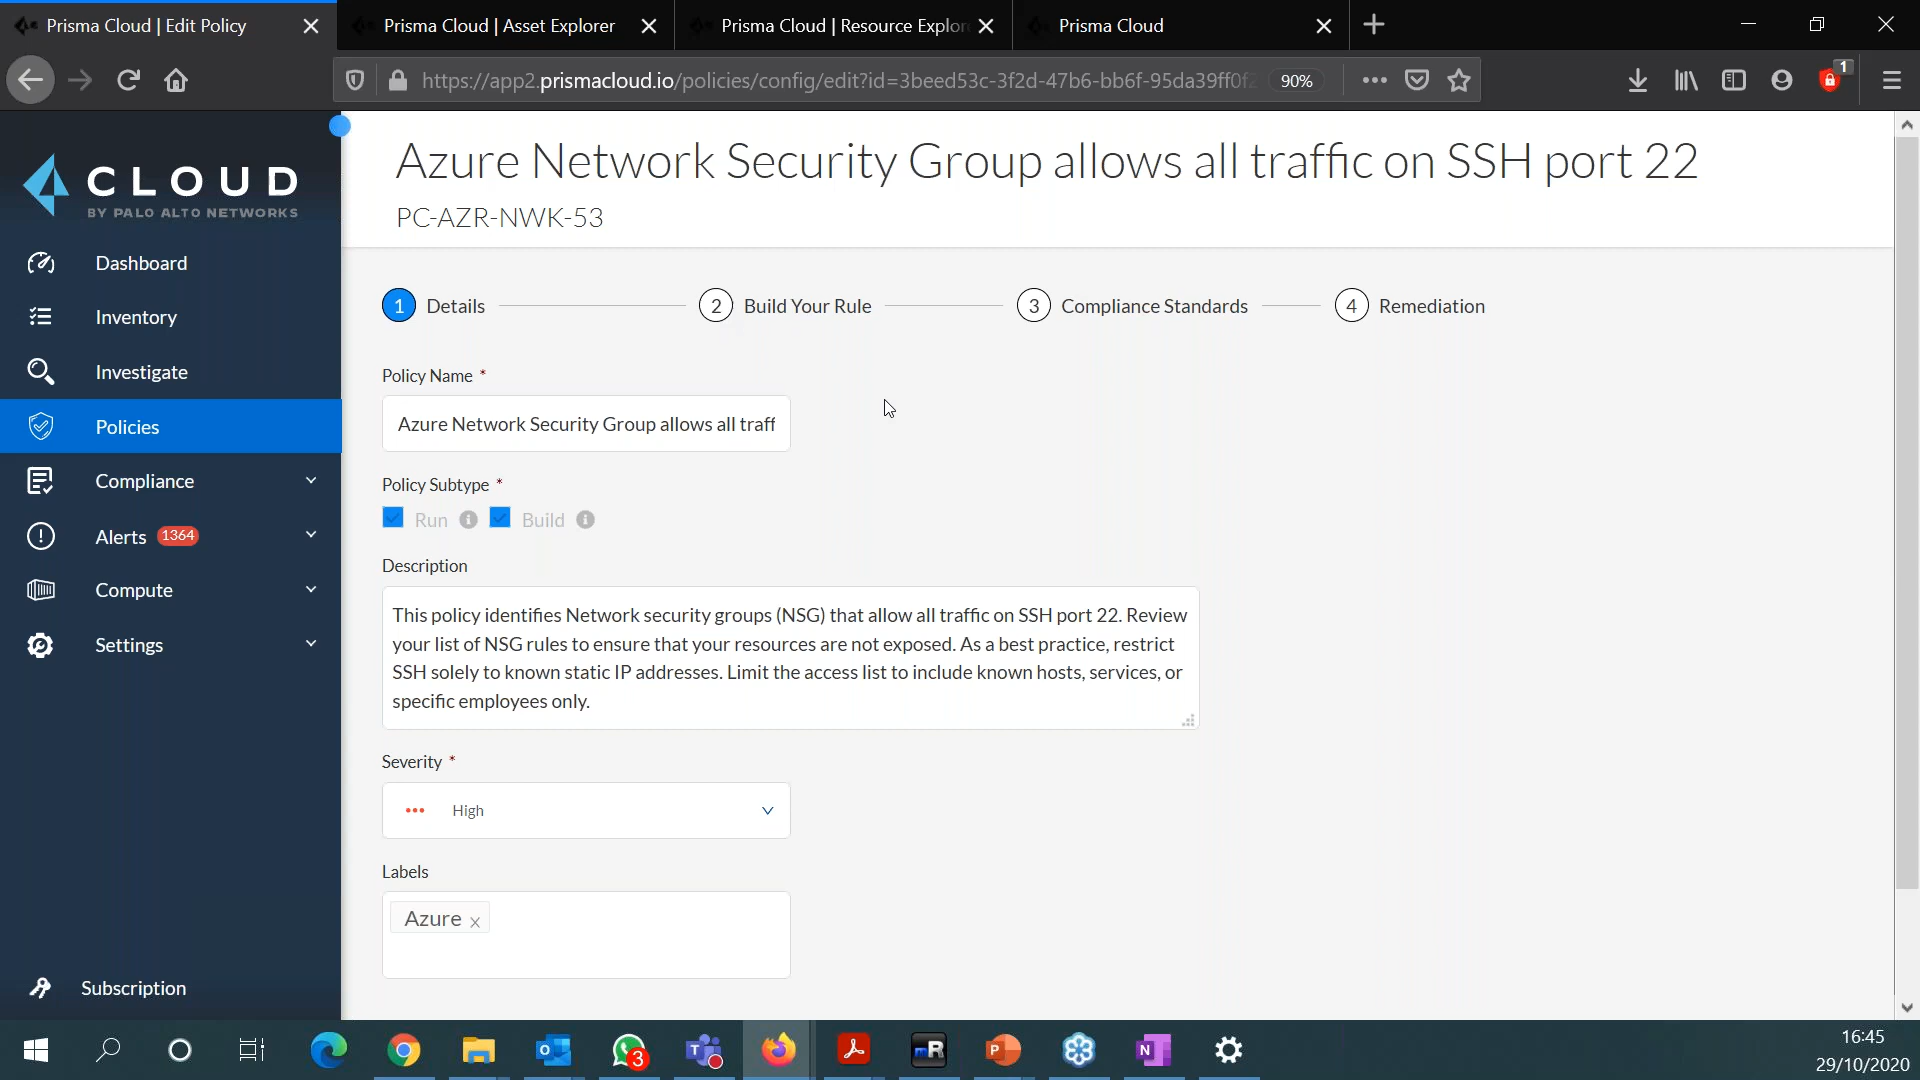 Prisma Cloud | Edit Policy
Prisma Cloud | Asset Explorer
Prisma Cloud | Resource Explor
Prisma Cloud
https://app2.prismacloud.io/policies/config/edit?id=3beed53c-3f2d-47b6-bb6f-95da39ff0f2
90%
1
CLOUD
BY PALO ALTO NETWORKS
Dashboard
Inventory
Investigate
Policies
Compliance
Alerts 1364
Compute
Settings
Subscription
Azure Network Security Group allows all traffic on SSH port 22
PC-AZR-NWK-53
1 Details
2 Build Your Rule
3 Compliance Standards
4 Remediation
Policy Name *
Azure Network Security Group allows all traff
Policy Subtype *
Run
Build
Description
This policy identifies Network security groups (NSG) that allow all traffic on SSH port 22. Review
your list of NSG rules to ensure that your resources are not exposed. As a best practice, restrict
SSH solely to known static IP addresses. Limit the access list to include known hosts, services, or
specific employees only.
Severity *
High
Labels
Azure x
3
mR
16:45
29/10/2020